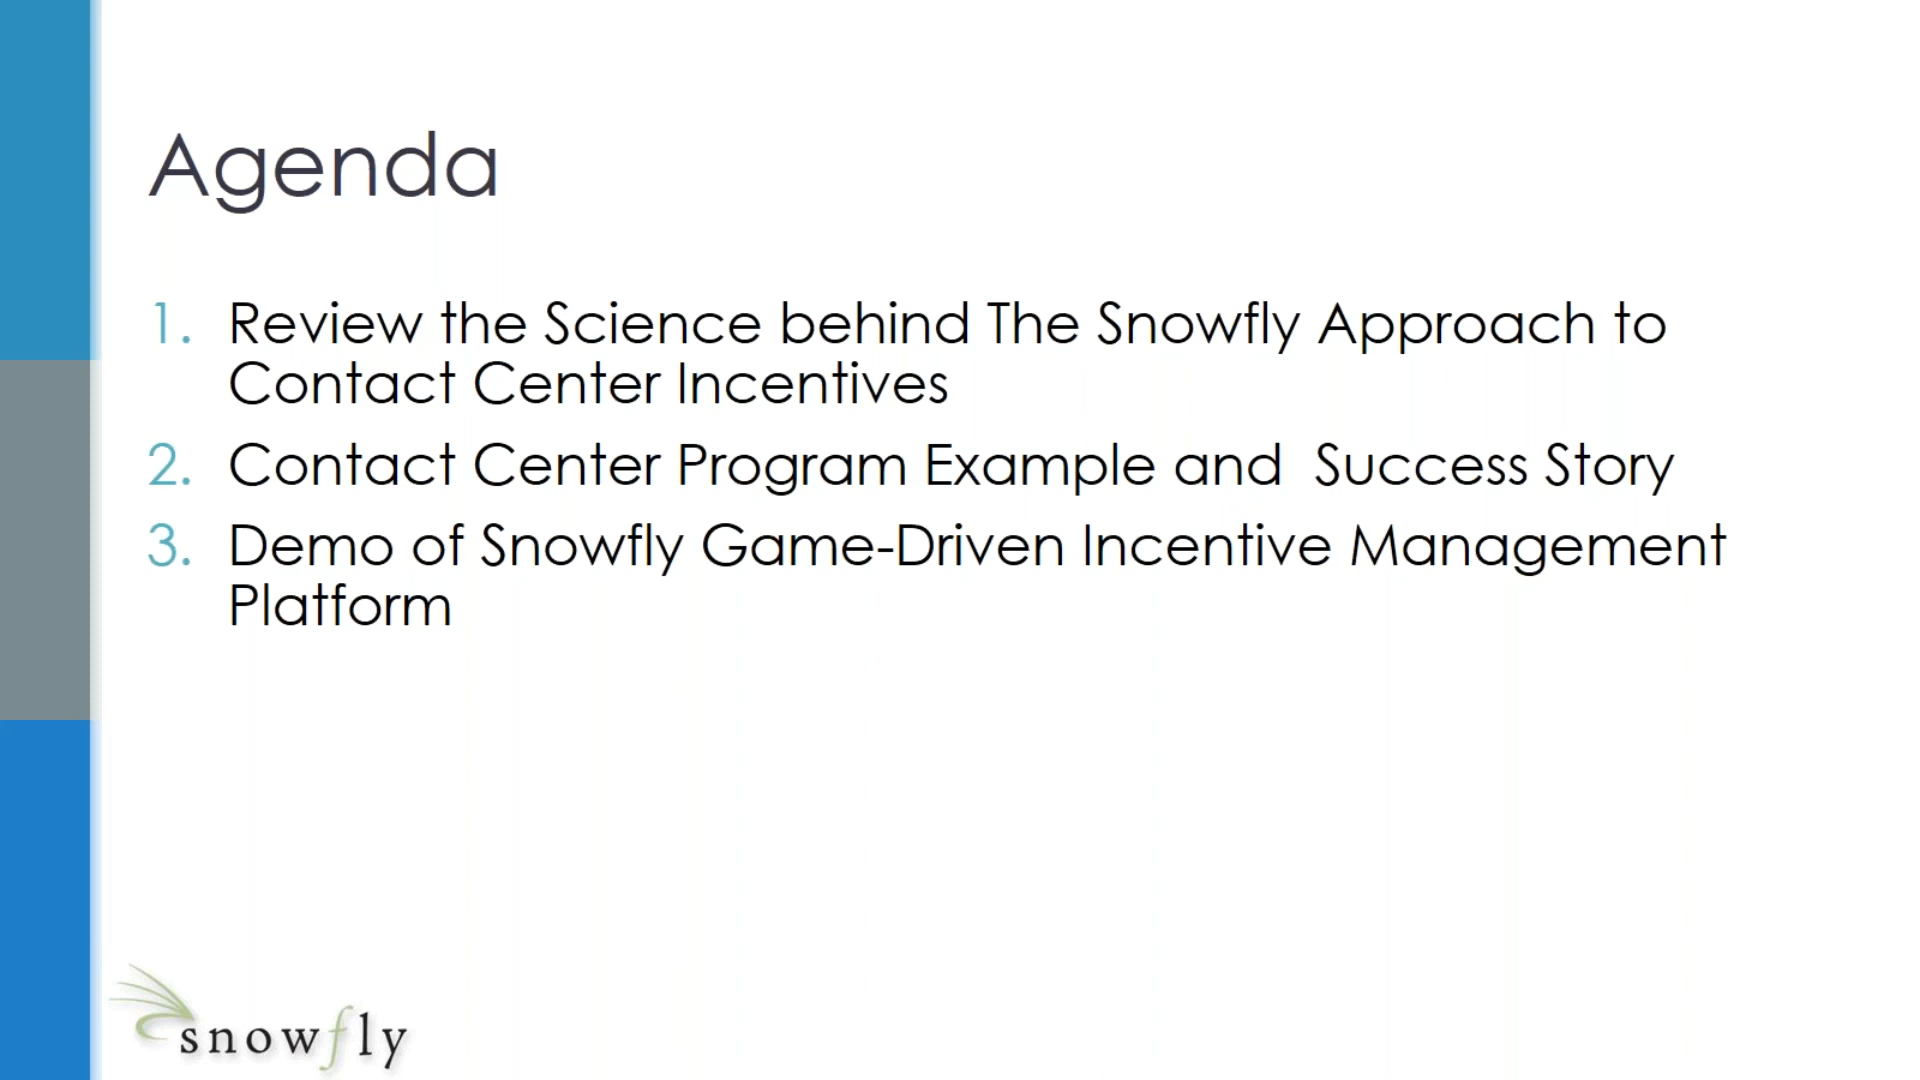 Agenda
1. Review the Science behind The Snowfly Approach to
Contact Center Incentives
2. Contact Center Program Example and  Success Story
3. Demo of Snowfly Game-Driven Incentive Management
Platform
snowfly